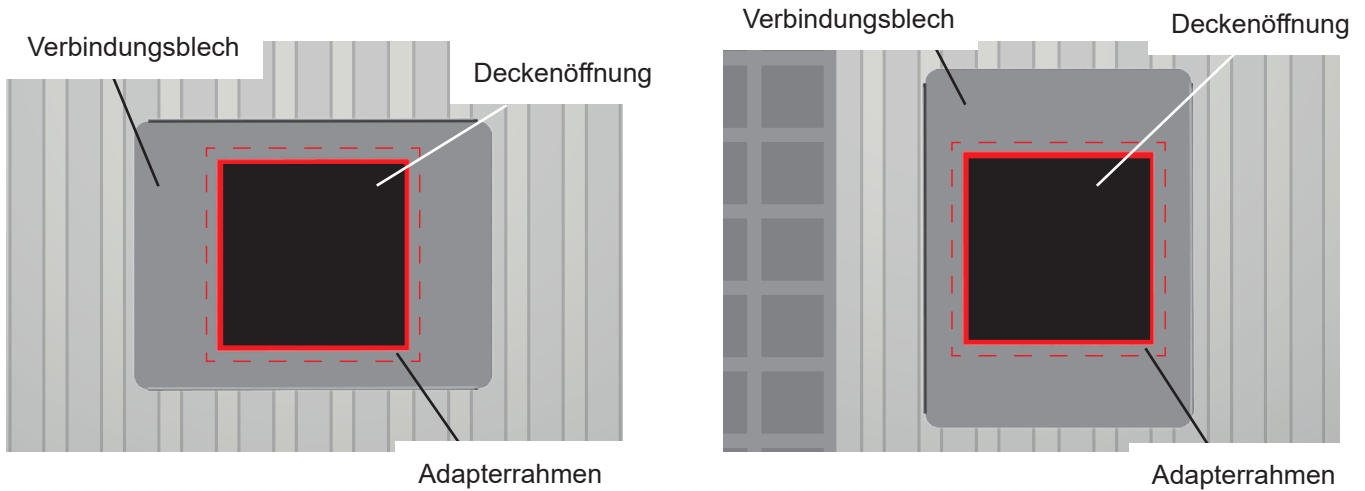 Verbindungsblech
Deckenöffnung
Adapterrahmen
Verbindungsblech
Deckenöffnung
Adapterrahmen